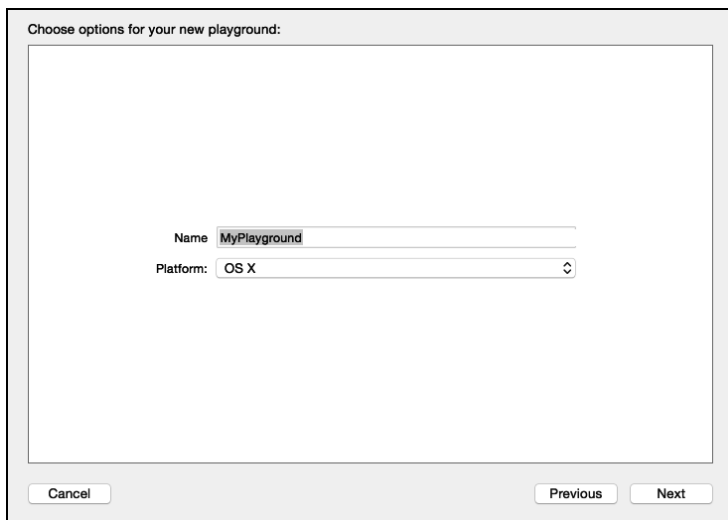 Choose options for your new playground:
Name MyPlayground
Platform: OS X
Cancel Previous Next